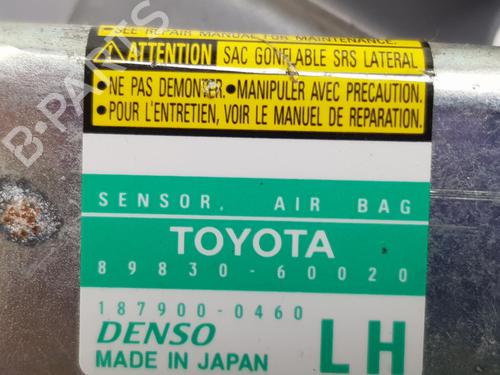 -SEE REPAIR MANUAL FOR MAINTENANCE.
ATTENTION SAC GONFLABLE SRS LATERAL
•NE PAS DEMONTER. •MANIPULER AVEC PRECAUTION.
•POUR L'ENTRETIEN, VOIR LE MANUEL DE REPARATION.
SENSOR, AIR BAG
TOYOTA
89830-60020
187900-0460
DENSO LH
MADE IN JAPAN
B-PARTS